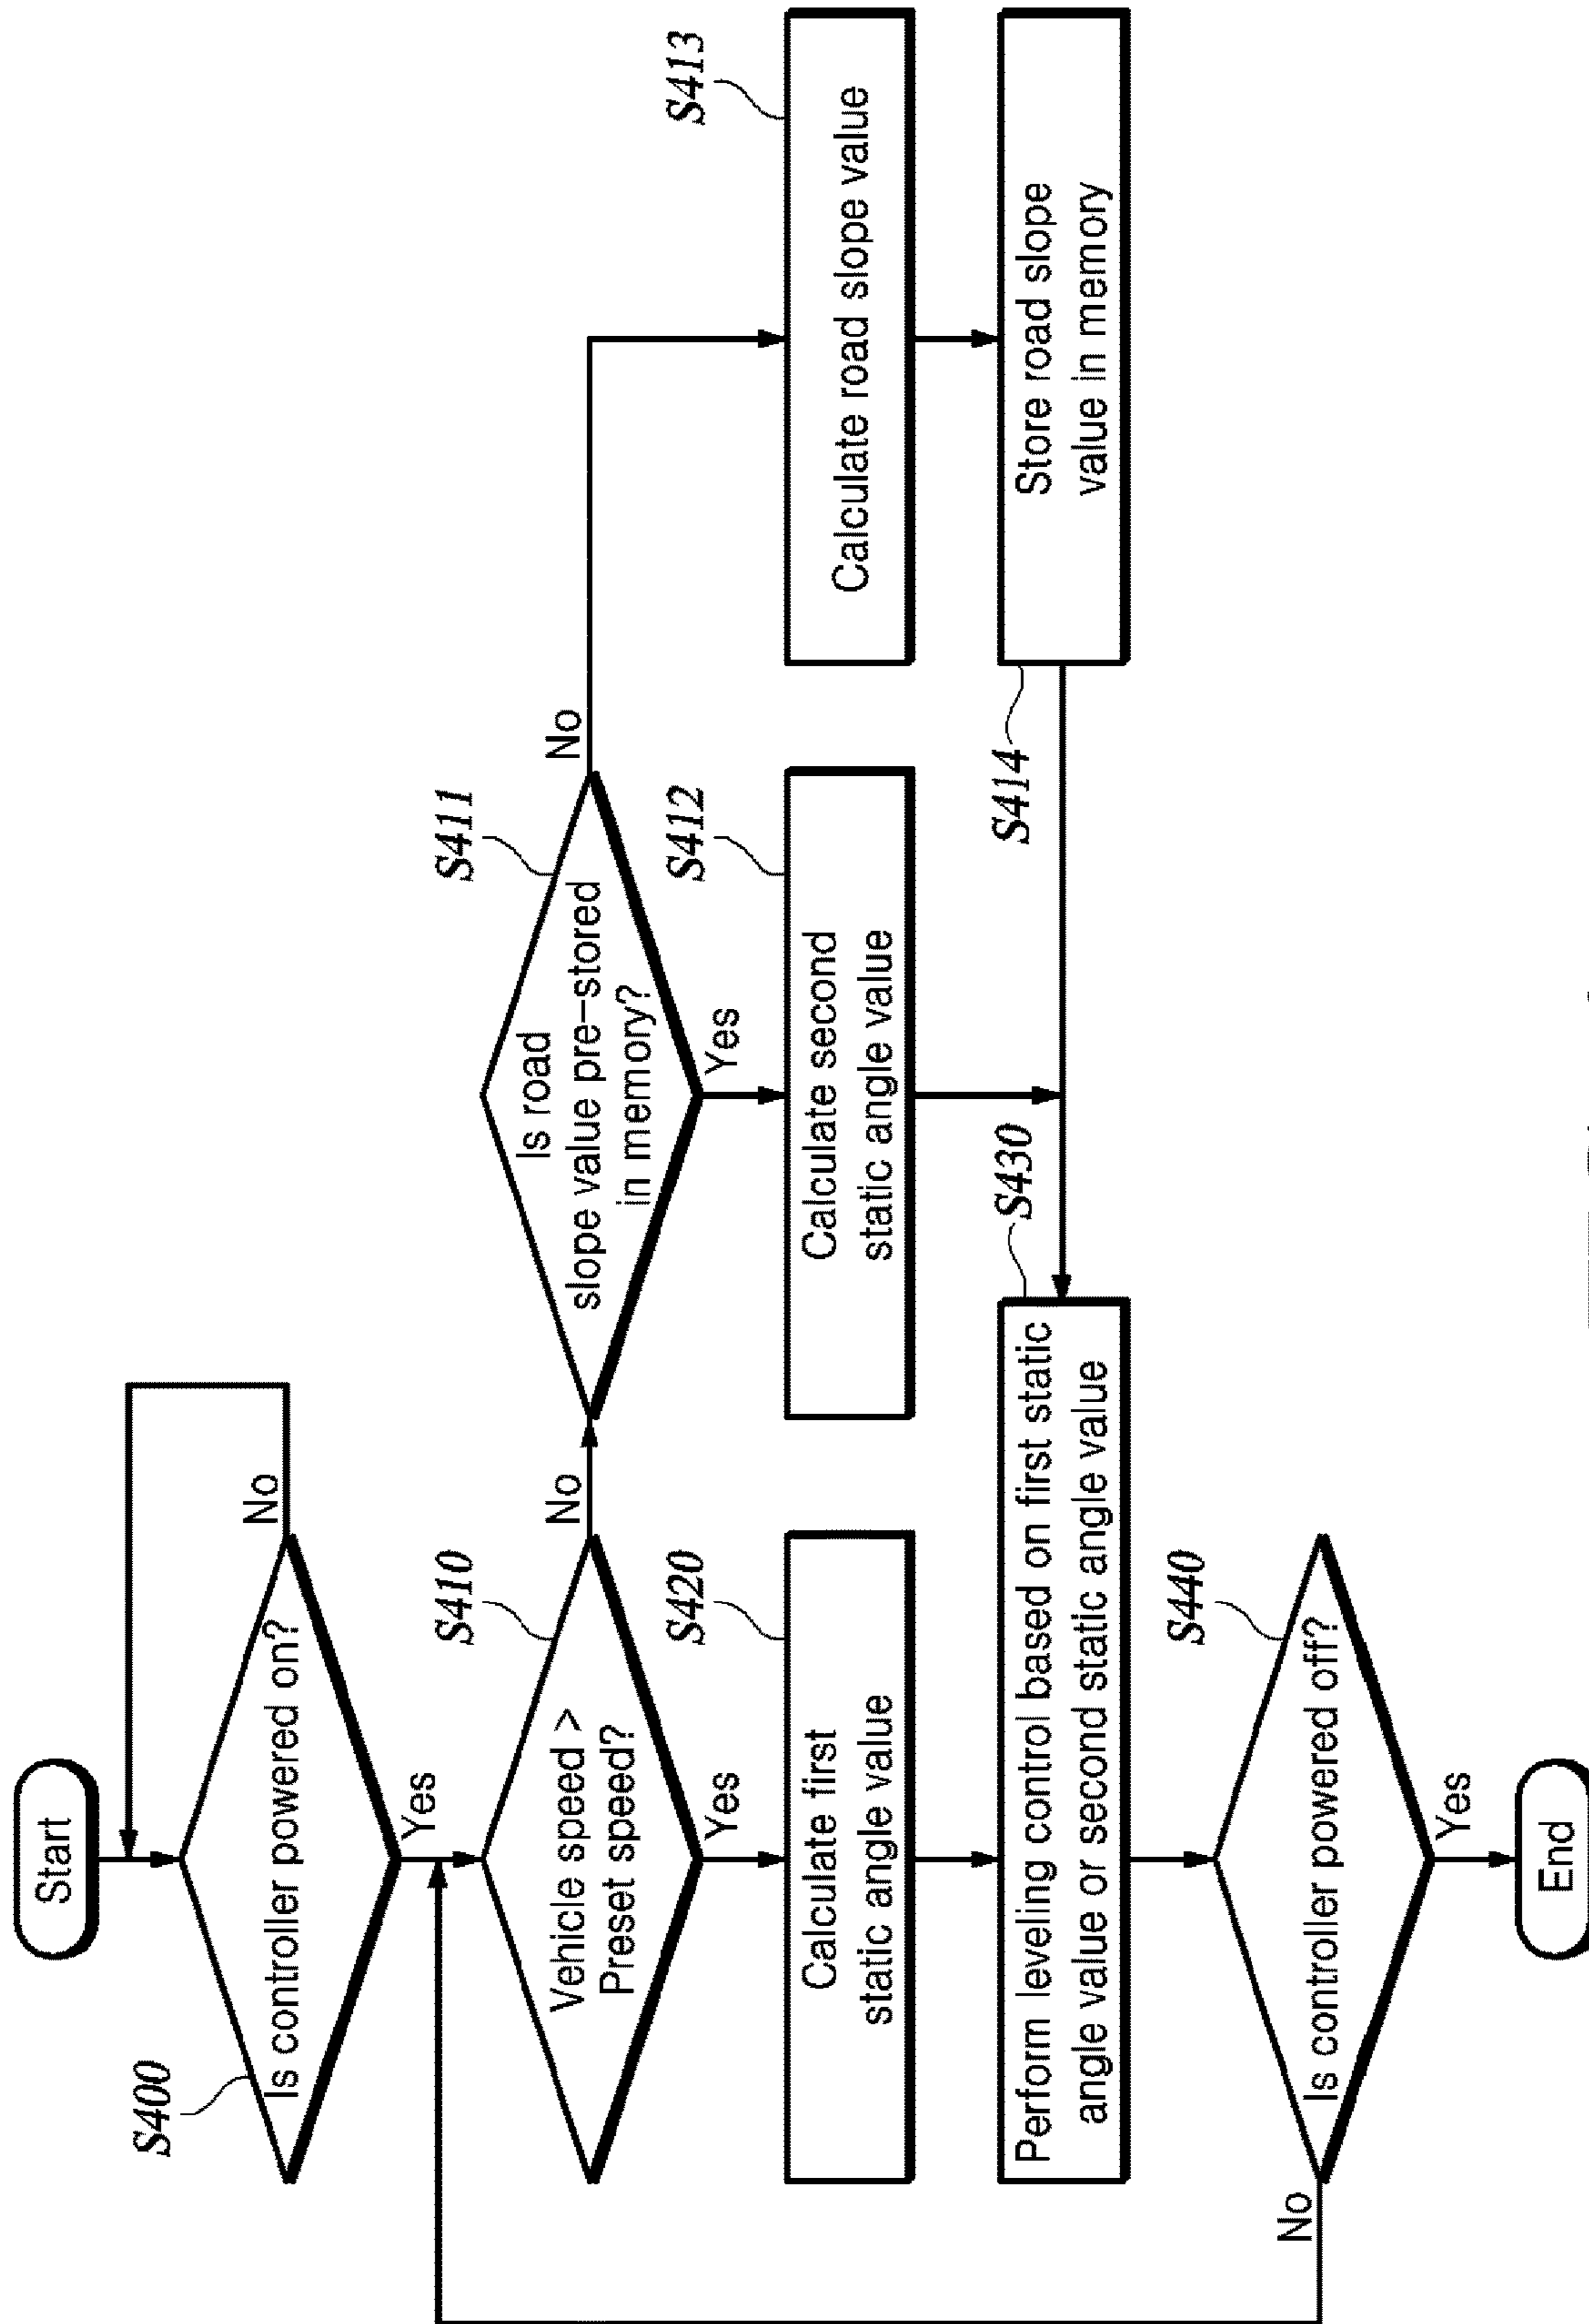 Start
S400
Is controller powered on?
No
Yes
S410
Vehicle speed >
Preset speed?
No
Yes
S411
Is road
slope value pre-stored
in memory?
No
Yes
S420
Calculate first
static angle value
S412
Calculate second
static angle value
S413
Calculate road slope value
S430
Perform leveling control based on first static
angle value or second static angle value
S414
Store road slope
value in memory
S440
Is controller powered off?
No
Yes
End